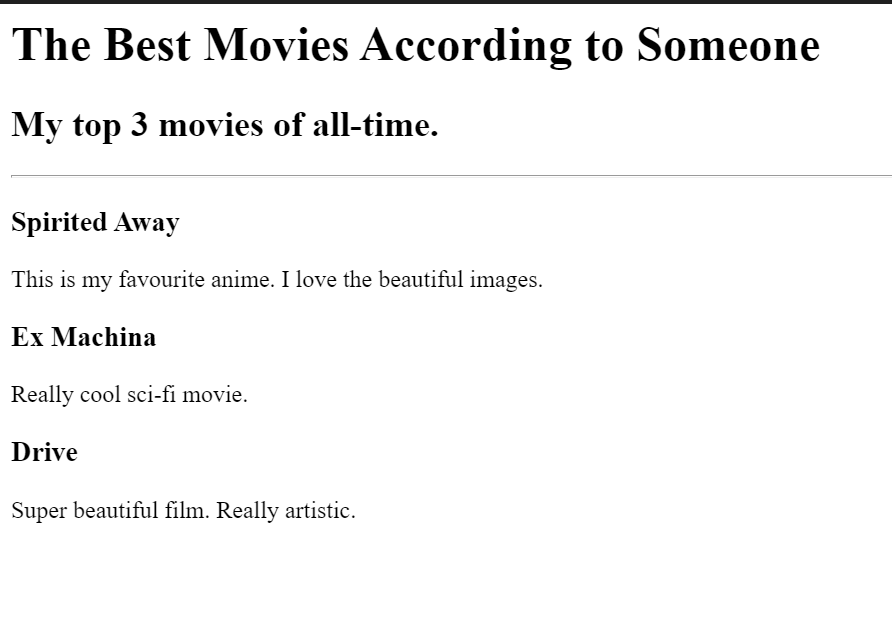 The Best Movies According to Someone
My top 3 movies of all-time.
Spirited Away
This is my favourite anime. I love the beautiful images.
Ex Machina
Really cool sci-fi movie.
Drive
Super beautiful film. Really artistic.